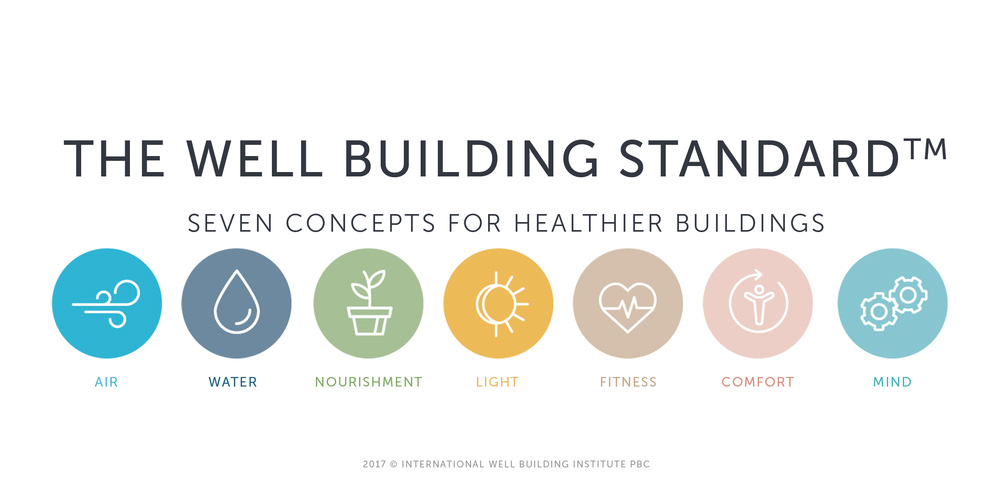 THE WELL BUILDING STANDARD™
SEVEN CONCEPTS FOR HEALTHIER BUILDINGS
AIR WATER NOURISHMENT LIGHT FITNESS COMFORT MIND
2017 © INTERNATIONAL WELL BUILDING INSTITUTE PBC